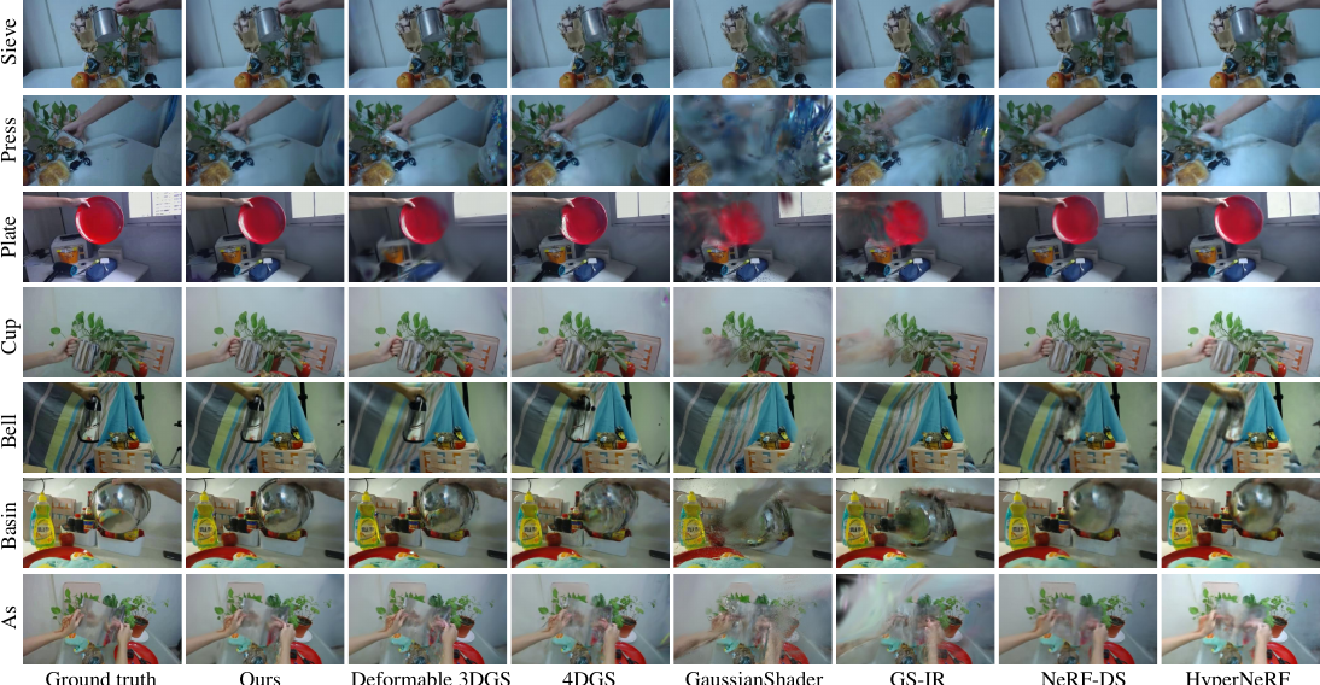 Sieve
Press
Plate
Cup
Bell
Basin
As
Ground truth Ours Deformable 3DGS 4DGS GaussianShader GS-IR NeRF-DS HyperNeRF